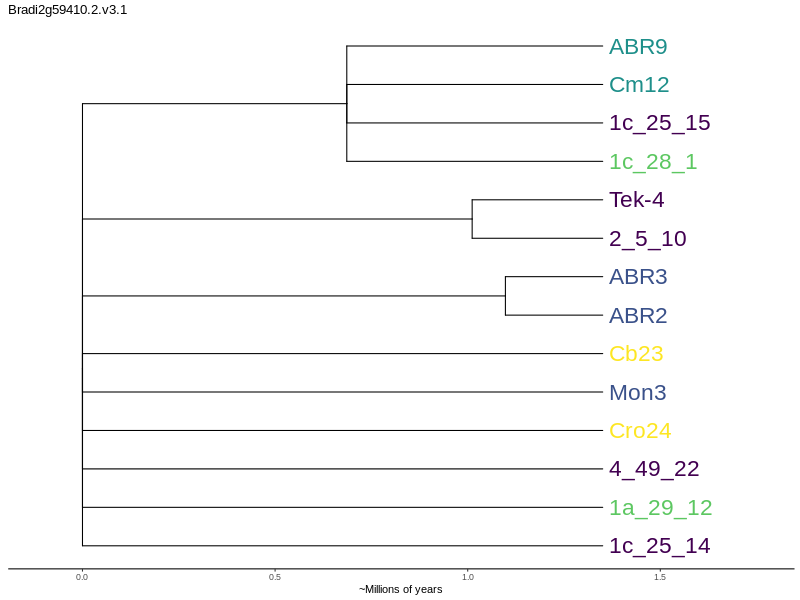 Bradi2g59410.2.v3.1
ABR9
Cm12
1c_25_15
1c_28_1
Tek-4
2_5_10
ABR3
ABR2
Cb23
Mon3
Cro24
4_49_22
1a_29_12
1c_25_14
0.0 0.5 1.0 1.5
~Millions of years